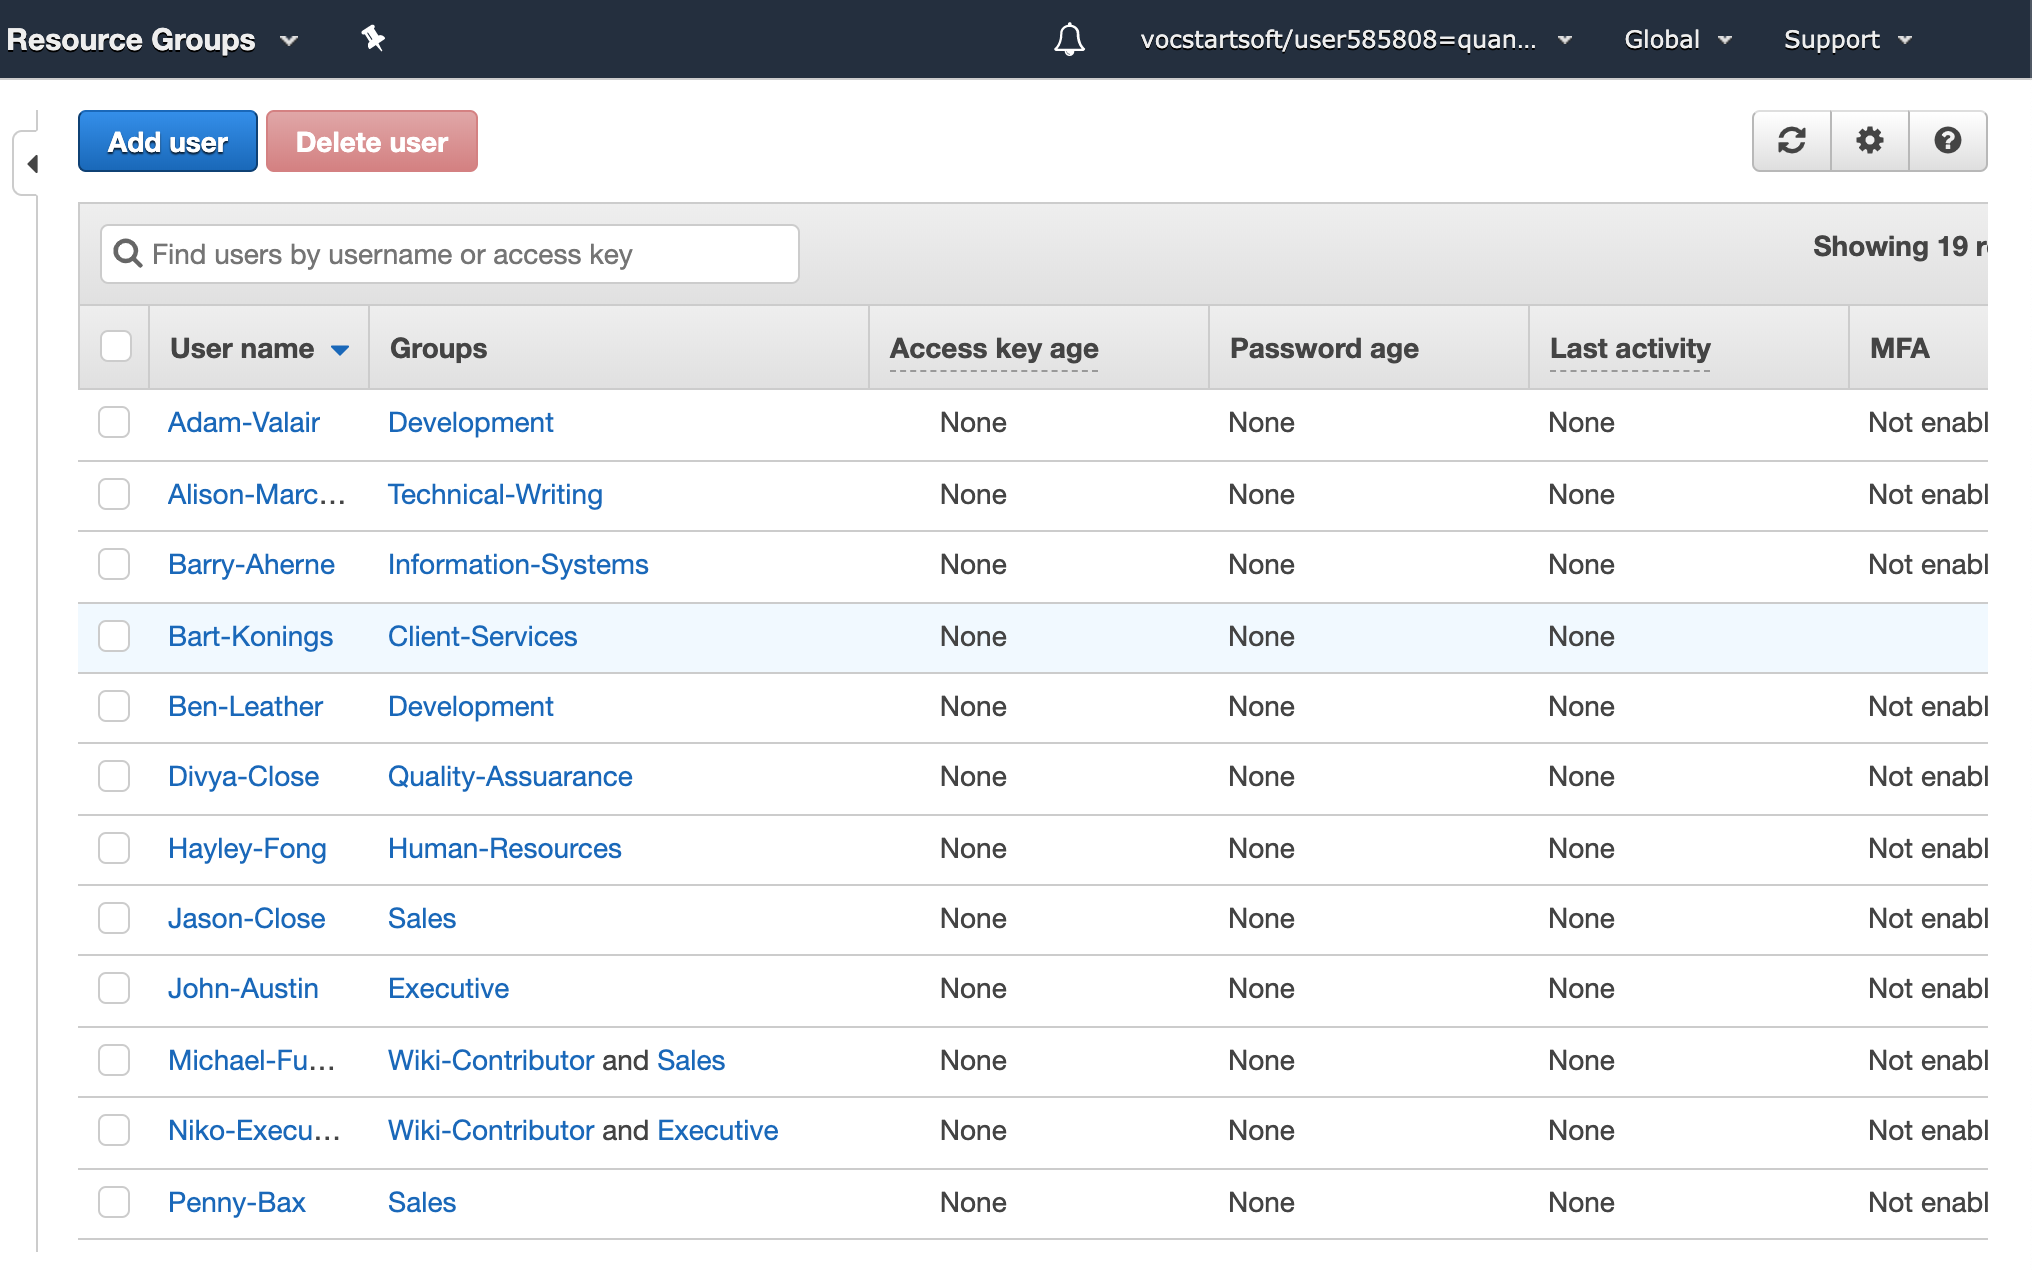 Resource Groups vocstartsoft/user585808=quan... Global Support
Add user Delete user
Find users by username or access key Showing 19
User name Groups Access key age Password age Last activity MFA
Adam-Valair Development None None None Not enabl
Alison-Marc... Technical-Writing None None None Not enabl
Barry-Aherne Information-Systems None None None Not enabl
Bart-Konings Client-Services None None None
Ben-Leather Development None None None Not enabl
Divya-Close Quality-Assuarance None None None Not enabl
Hayley-Fong Human-Resources None None None Not enabl
Jason-Close Sales None None None Not enabl
John-Austin Executive None None None Not enabl
Michael-Fu... Wiki-Contributor and Sales None None None Not enabl
Niko-Execu... Wiki-Contributor and Executive None None None Not enabl
Penny-Bax Sales None None None Not enabl